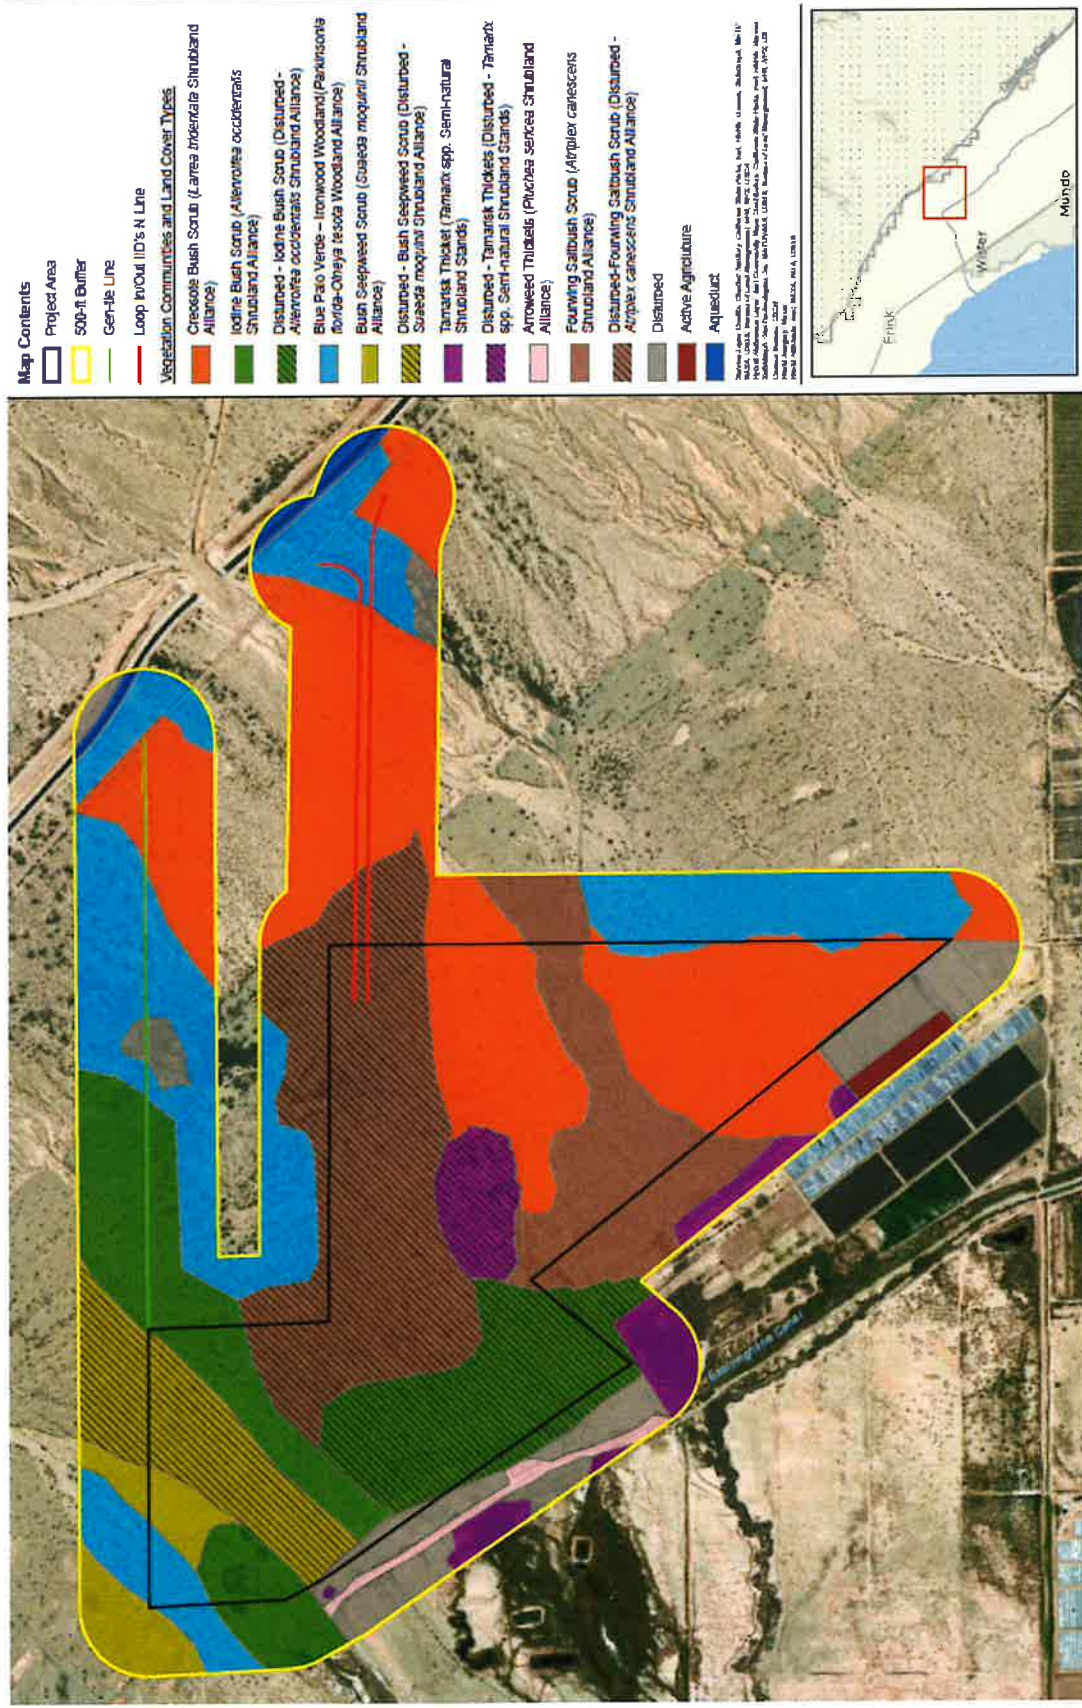 Map Contents
Project Area
500-ft Buffer
Gen-tie Line
Loop In/Out IID's N Line
Vegetation Communities and Land Cover Types
Creosote Bush Scrub (Larrea tridentata Shrubland
Alliance)
Iodine Bush Scrub (Allenrolfea occidentalis
Shrubland Alliance)
Disturbed - Iodine Bush Scrub (Disturbed -
Allenrolfea occidentalis Shrubland Alliance)
Blue Palo Verde – Ironwood Woodland (Parkinsonia
florida-Olneya tesota Woodland Alliance)
Bush Seepweed Scrub (Suaeda moquinii Shrubland
Alliance)
Disturbed - Bush Seepweed Scrub (Disturbed -
Suaeda moquinii Shrubland Alliance)
Tamarisk Thicket (Tamarix spp. Semi-natural
Shrubland Stands)
Disturbed - Tamarisk Thickets (Disturbed - Tamarix
spp. Semi-natural Shrubland Stands)
Arrowweed Thickets (Pluchea sericea Shrubland
Alliance)
Fourwing Saltbush Scrub (Atriplex canescens
Shrubland Alliance)
Disturbed-Fourwing Saltbush Scrub (Disturbed -
Atriplex canescens Shrubland Alliance)
Disturbed
Active Agriculture
Aqueduct
Frink
Wister
Mundo
Canal